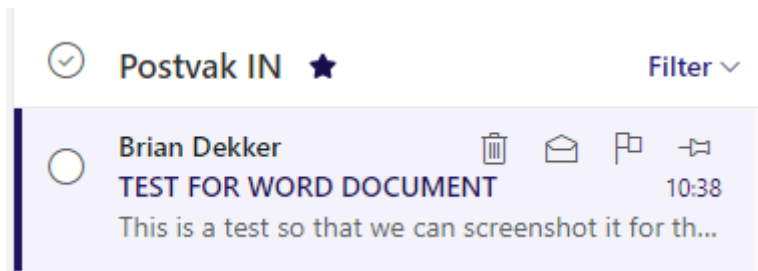 Postvak IN Filter
Brian Dekker
TEST FOR WORD DOCUMENT 10:38
This is a test so that we can screenshot it for th...